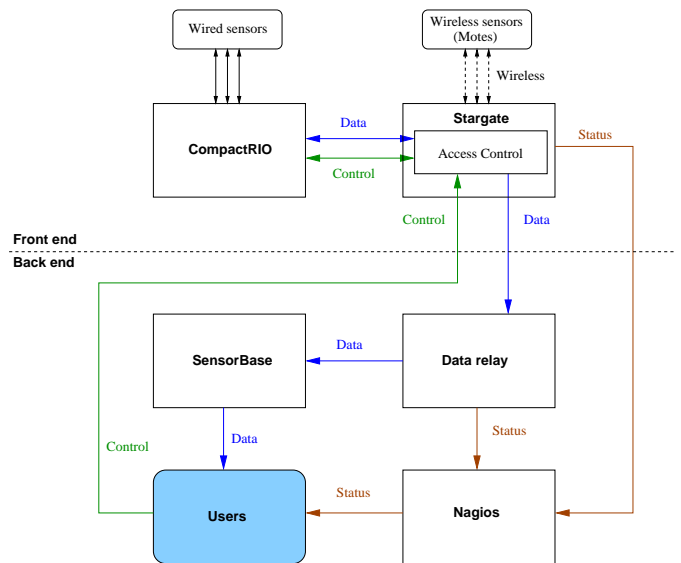 Wired sensors
Wireless sensors
(Motes)
Wireless
Stargate
Data
Status
CompactRIO
Access Control
Control
Control
Data
Front end
Back end
SensorBase
Data
Data relay
Data
Status
Control
Status
Users
Nagios